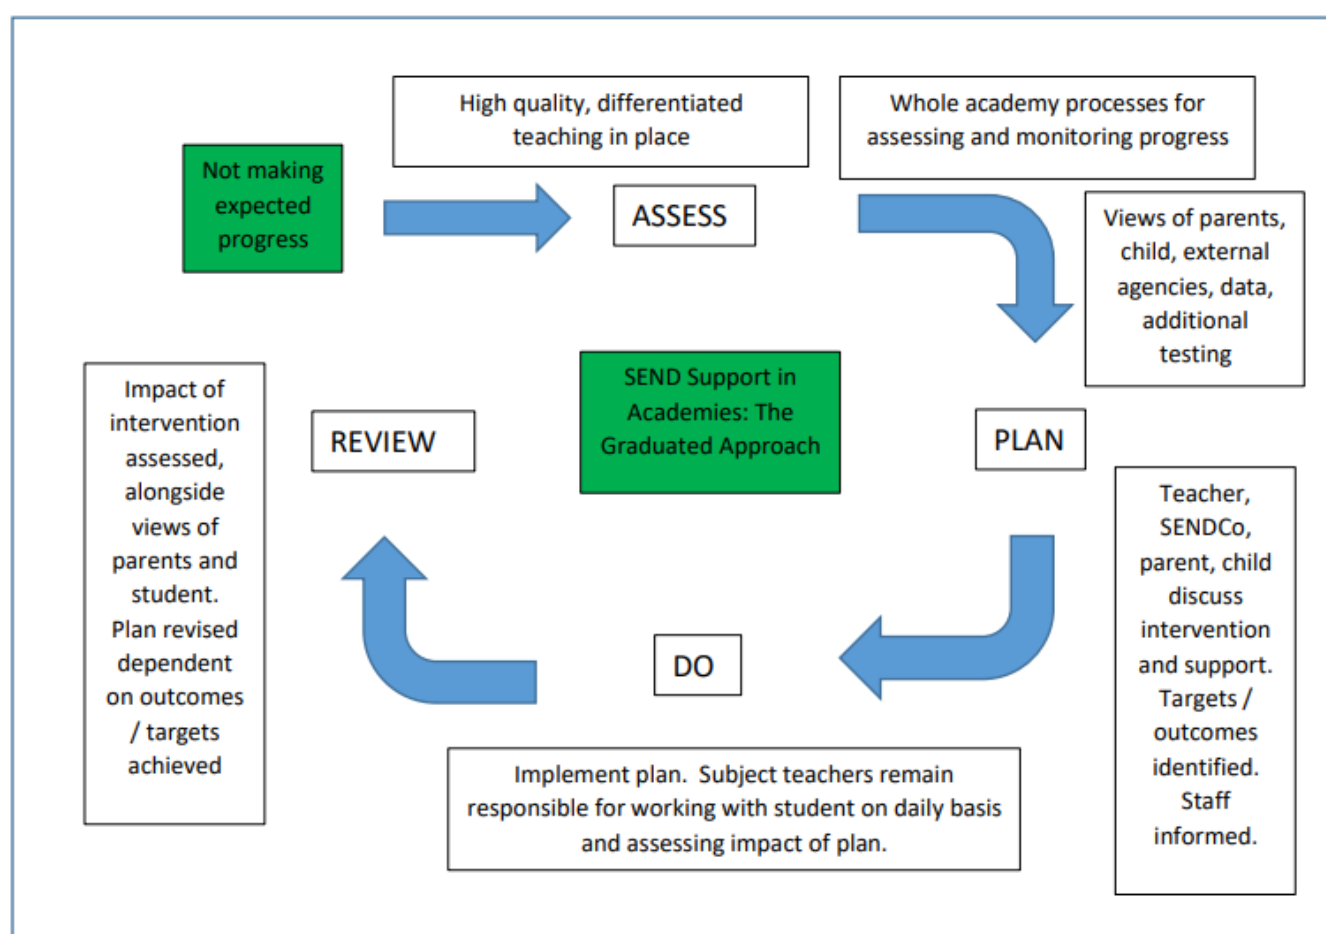 High quality, differentiated
teaching in place
Whole academy processes for
assessing and monitoring progress
Not making
expected
progress
ASSESS
Views of parents,
child, external
agencies, data,
additional
testing
SEND Support in
Academies: The
Graduated Approach
PLAN
Teacher,
SENDCo,
parent, child
discuss
intervention
and support.
Targets /
outcomes
identified.
Staff
informed.
DO
Implement plan.  Subject teachers remain
responsible for working with student on daily basis
and assessing impact of plan.
REVIEW
Impact of
intervention
assessed,
alongside
views of
parents and
student.
Plan revised
dependent
on outcomes
/ targets
achieved